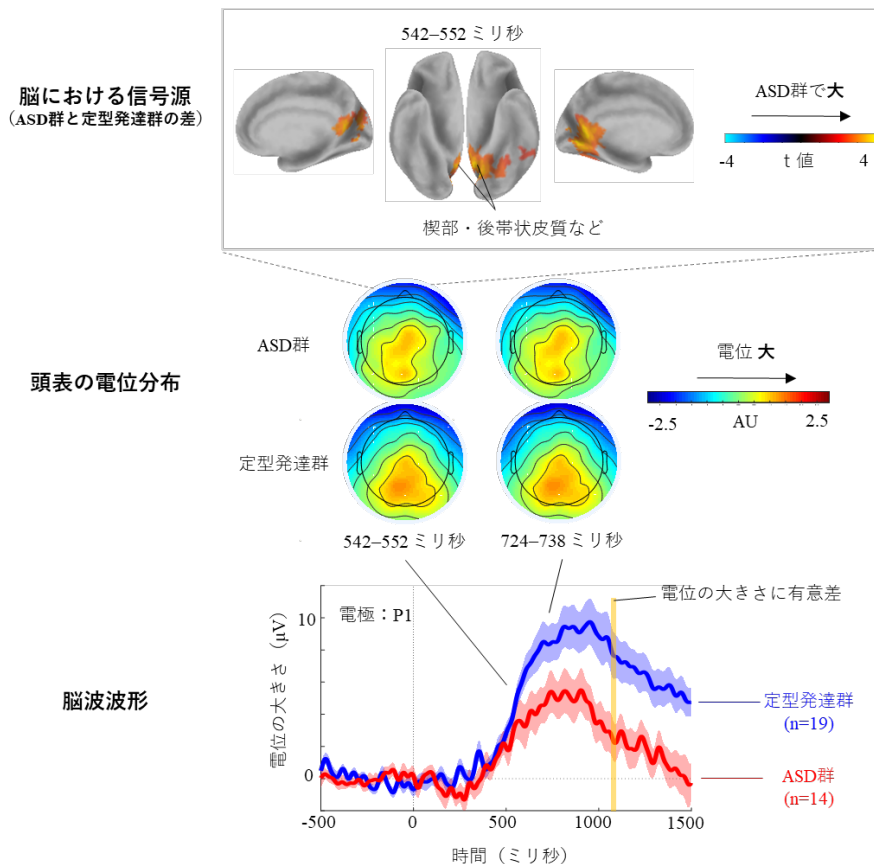 542–552 ミリ秒
脳における信号源
（ASD群と定型発達群の差）
ASD群で大
-4
t 値
4
楔部・後帯状皮質など
頭表の電位分布
ASD群
定型発達群
電位 大
-2.5
AU
2.5
542–552 ミリ秒
724–738 ミリ秒
脳波波形
電位の大きさ（μV）
10
0
電極：P1
電位の大きさに有意差
定型発達群
(n=19)
ASD群
(n=14)
-500
0
500
1000
1500
時間（ミリ秒）